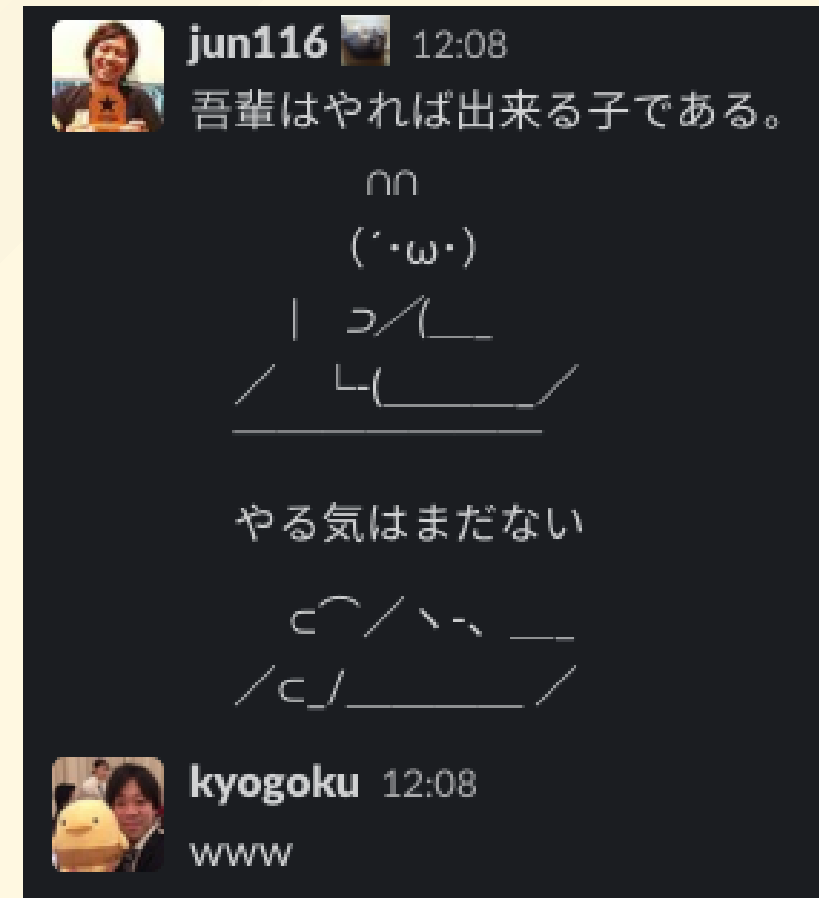 jun116 12:08
吾輩はやれば出来る子である。
∩∩
(´･ω･)
｜ ⊃／(＿__
／ └-(＿＿＿＿_／
￣￣￣￣￣￣￣
やる気はまだない
⊂⌒／ヽ-、＿__
／⊂_/＿＿＿＿ ／
kyogoku 12:08
www